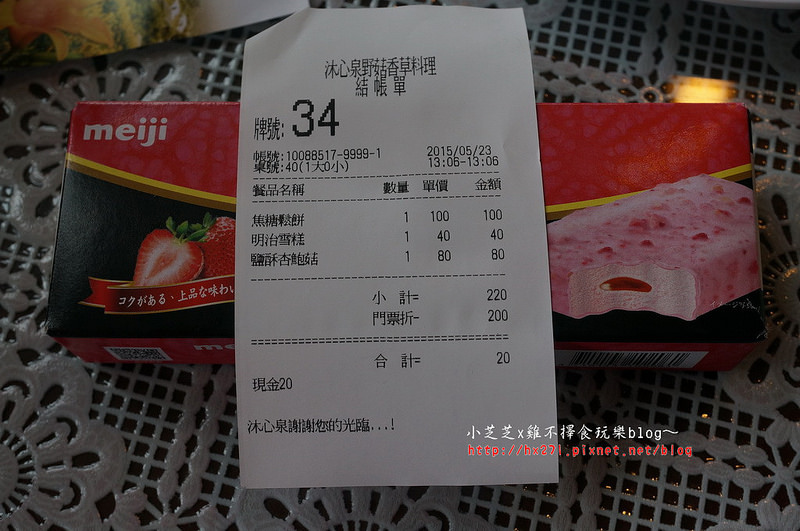 沐心泉野菇香草料理
結帳單
牌號: 34
帳號:10088517-9999-1 2015/05/23
桌號:40(1大0小) 13:06-13:06
餐品名稱 數量 單價 金額
焦糖鬆餅 1 100 100
明治雪糕 1 40 40
鹽酥杏鮑菇 1 80 80
小 計= 220
門票折- 200
合 計= 20
現金20
沐心泉謝謝您的光臨...!
meiji
コクがある、上品な味わい
小芝芝x雞不擇食玩樂blog～
http://hx271.pixnet.net/blog